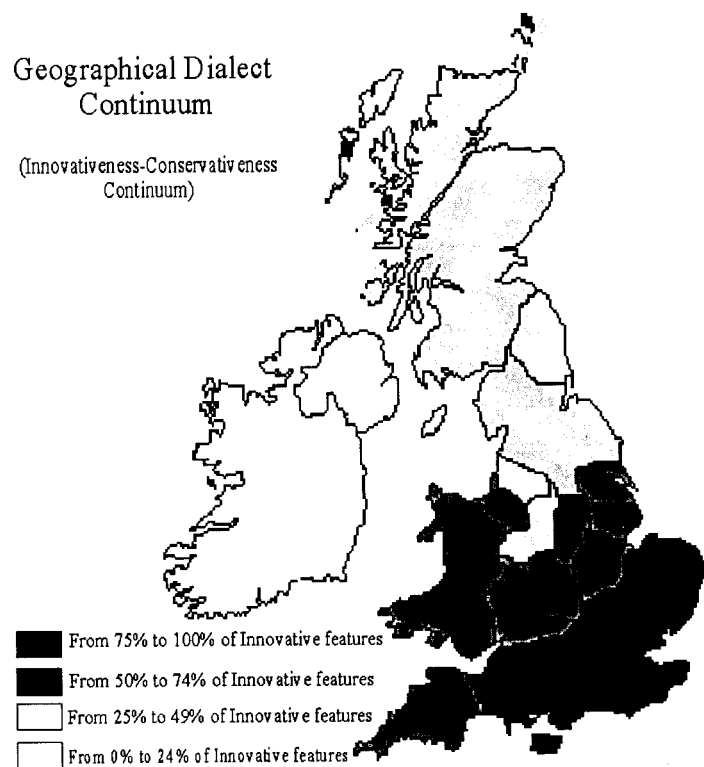 Geographical Dialect
Continuum
(Innovativeness-Conservativeness
Continuum)
From 75% to 100% of Innovative features
From 50% to 74% of Innovative features
From 25% to 49% of Innovative features
From 0% to 24% of Innovative features